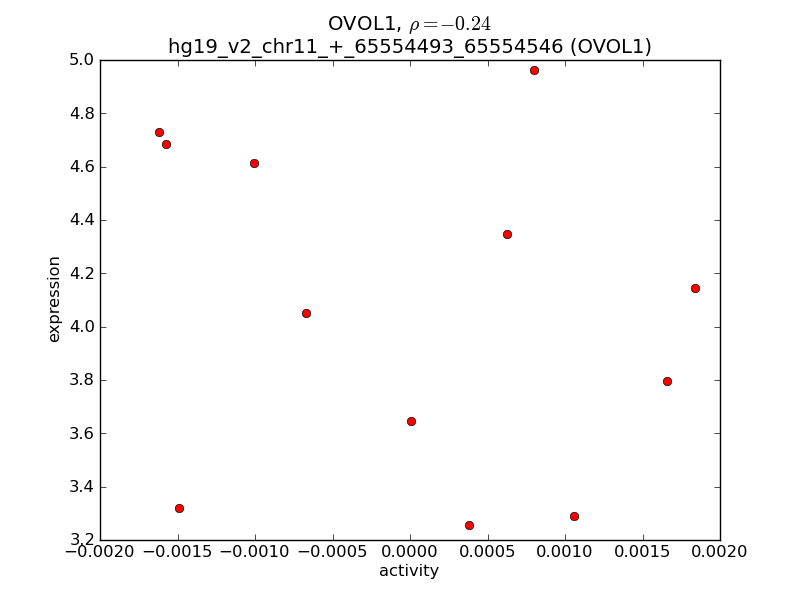 OVOL1, ρ = −0.24
hg19_v2_chr11_+_65554493_65554546 (OVOL1)
5.0
4.8
4.6
4.4
4.2
4.0
3.8
3.6
3.4
3.2
expression
−0.0020 −0.0015 −0.0010 −0.0005 0.0000 0.0005 0.0010 0.0015 0.0020
activity